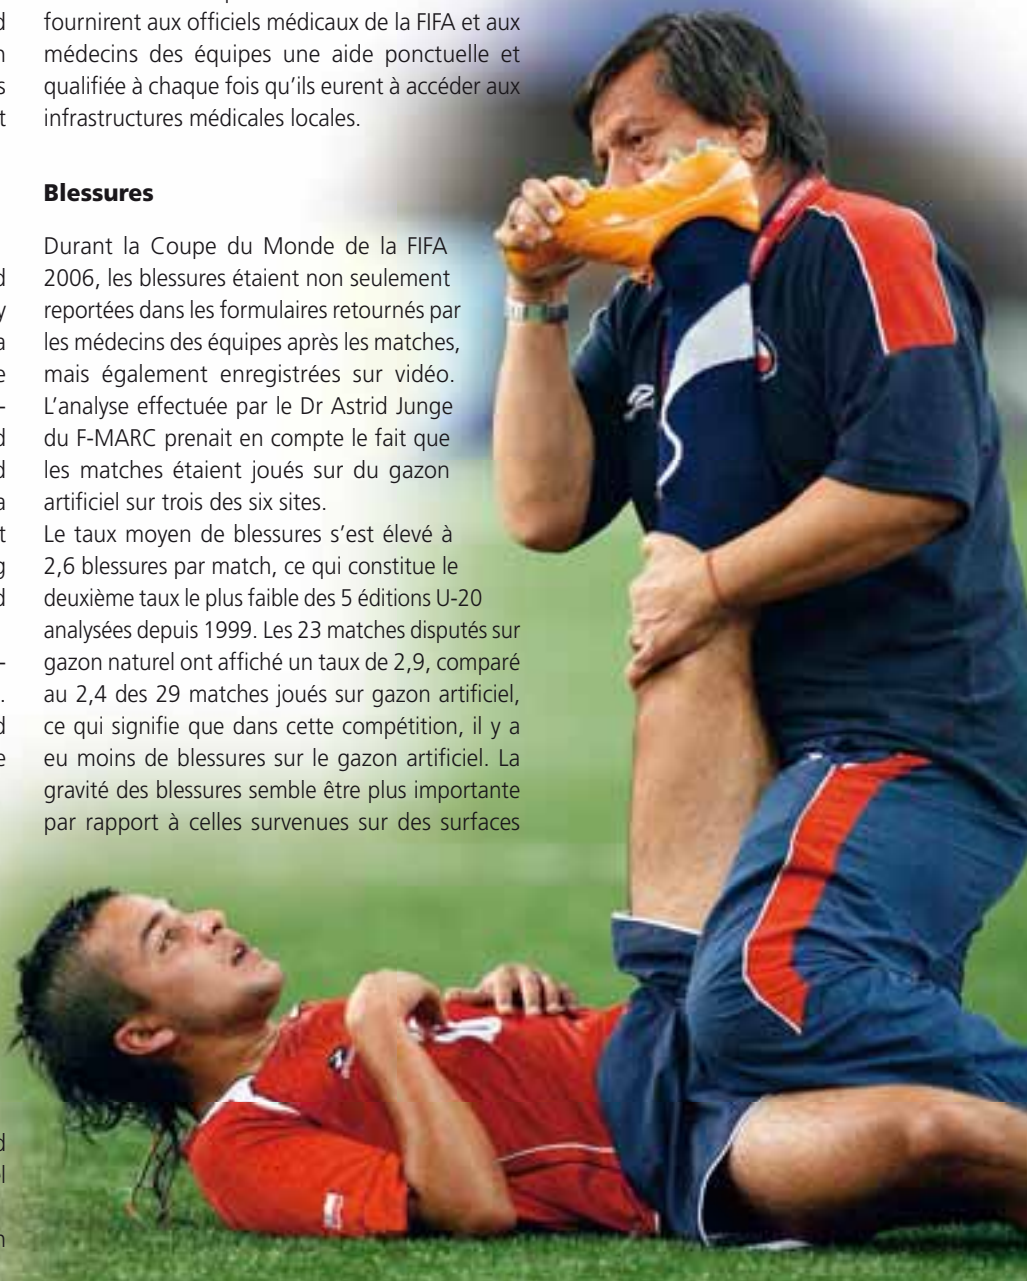 fournirent aux officiels médicaux de la FIFA et aux
médecins des équipes une aide ponctuelle et
qualifiée à chaque fois qu’ils eurent à accéder aux
infrastructures médicales locales.
Blessures
Durant la Coupe du Monde de la FIFA
2006, les blessures étaient non seulement
reportées dans les formulaires retournés par
les médecins des équipes après les matches,
mais également enregistrées sur vidéo.
L’analyse effectuée par le Dr Astrid Junge
du F-MARC prenait en compte le fait que
les matches étaient joués sur du gazon
artificiel sur trois des six sites.
Le taux moyen de blessures s’est élevé à
2,6 blessures par match, ce qui constitue le
deuxième taux le plus faible des 5 éditions U-20
analysées depuis 1999. Les 23 matches disputés sur
gazon naturel ont affiché un taux de 2,9, comparé
au 2,4 des 29 matches joués sur gazon artificiel,
ce qui signifie que dans cette compétition, il y a
eu moins de blessures sur le gazon artificiel. La
gravité des blessures semble être plus importante
par rapport à celles survenues sur des surfaces